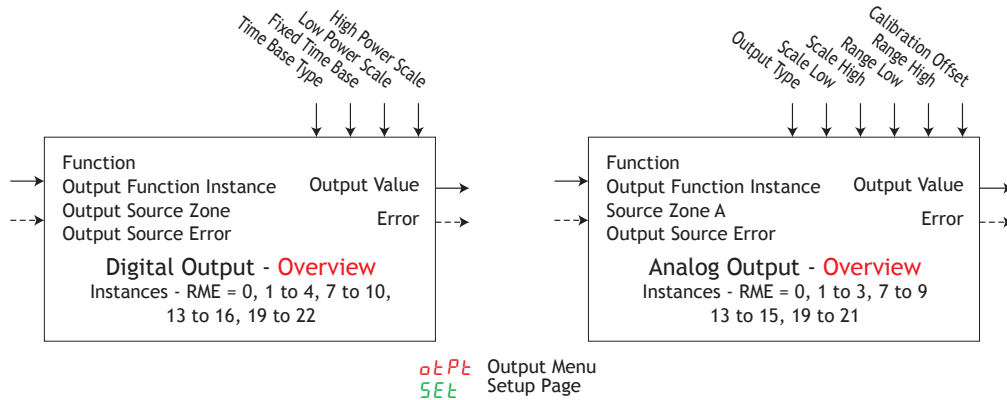 Time Base Type
Fixed Time Base
Low Power Scale
High Power Scale
Function
Output Function Instance
Output Source Zone
Output Source Error
Output Value
Error
Digital Output - Overview
Instances - RME = 0, 1 to 4, 7 to 10,
13 to 16, 19 to 22
Output Type
Scale Low
Scale High
Range Low
Range High
Calibration Offset
Function
Output Function Instance
Source Zone A
Output Source Error
Output Value
Error
Analog Output - Overview
Instances - RME = 0, 1 to 3, 7 to 9
13 to 15, 19 to 21
otPt Output Menu
SEt Setup Page